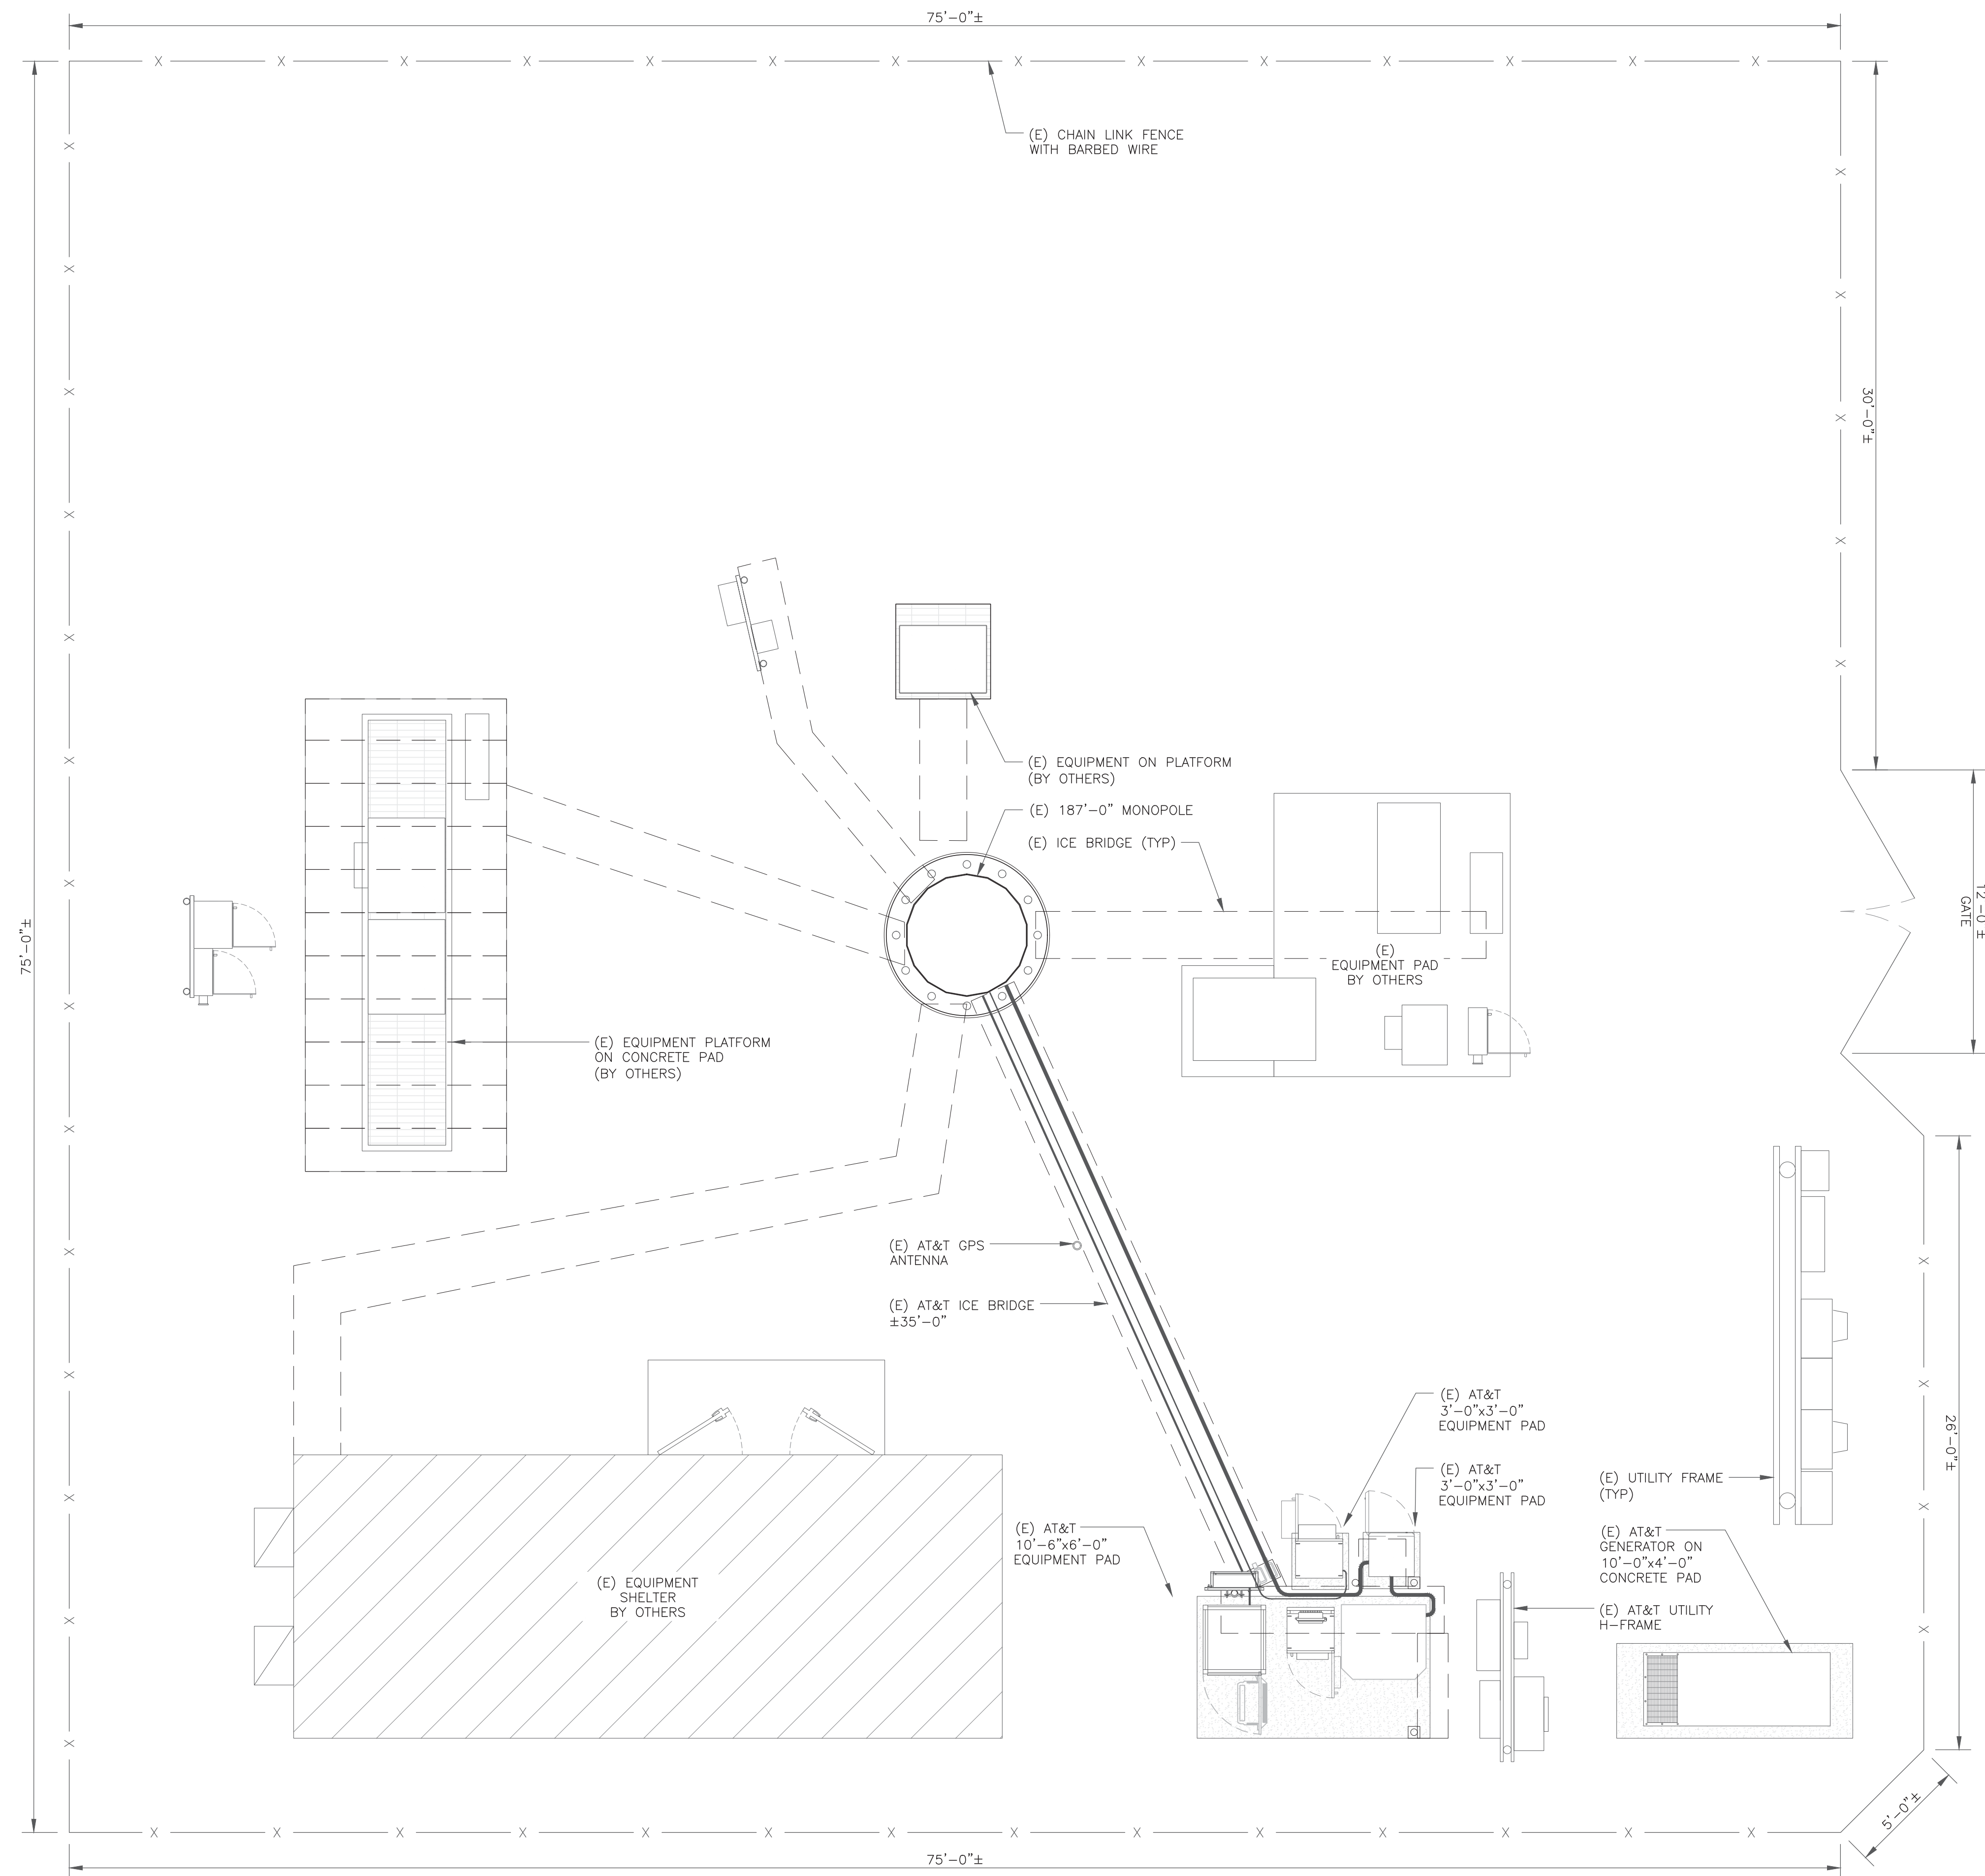 75'-0"±
(E) CHAIN LINK FENCE
WITH BARBED WIRE
30'-0"±
(E) EQUIPMENT ON PLATFORM
(BY OTHERS)
(E) 187'-0" MONOPOLE
(E) ICE BRIDGE (TYP)
12'-0"±
GATE
75'-0"±
(E)
EQUIPMENT PAD
BY OTHERS
(E) EQUIPMENT PLATFORM
ON CONCRETE PAD
(BY OTHERS)
(E) AT&T GPS
ANTENNA
(E) AT&T ICE BRIDGE
±35'-0"
(E) AT&T
3'-0"x3'-0"
EQUIPMENT PAD
(E) AT&T
3'-0"x3'-0"
EQUIPMENT PAD
26'-0"±
(E) UTILITY FRAME
(TYP)
(E) AT&T
10'-6"x6'-0"
EQUIPMENT PAD
(E) AT&T
GENERATOR ON
10'-0"x4'-0"
CONCRETE PAD
(E) EQUIPMENT
SHELTER
BY OTHERS
(E) AT&T UTILITY
H-FRAME
5'-0"±
75'-0"±